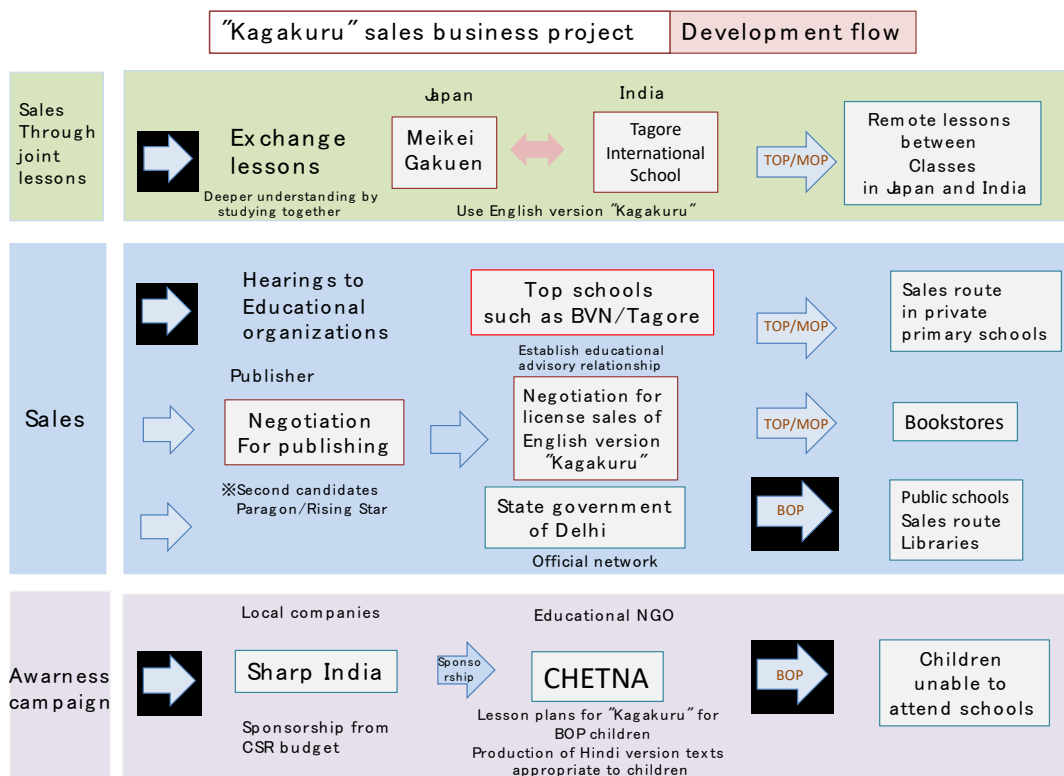 "Kagakuru" sales business project
Development flow
Sales
Through
joint
lessons
Exchange
lessons
Deeper understanding by
studying together
Japan
Meikei
Gakuen
India
Tagore
International
School
Use English version "Kagakuru"
TOP/MOP
Remote lessons
between
Classes
in Japan and India
Sales
Hearings to
Educational
organizations
Top schools
such as BVN/Tagore
Establish educational
advisory relationship
TOP/MOP
Sales route
in private
primary schools
Publisher
Negotiation
For publishing
※Second candidates
Paragon/Rising Star
Negotiation for
license sales of
English version
"Kagakuru"
TOP/MOP
Bookstores
State government
of Delhi
Official network
BOP
Public schools
Sales route
Libraries
Awarness
campaign
Local companies
Sharp India
Sponsorship from
CSR budget
Sponso
rship
Educational NGO
CHETNA
Lesson plans for "Kagakuru" for
BOP children
Production of Hindi version texts
appropriate to children
BOP
Children
unable to
attend schools